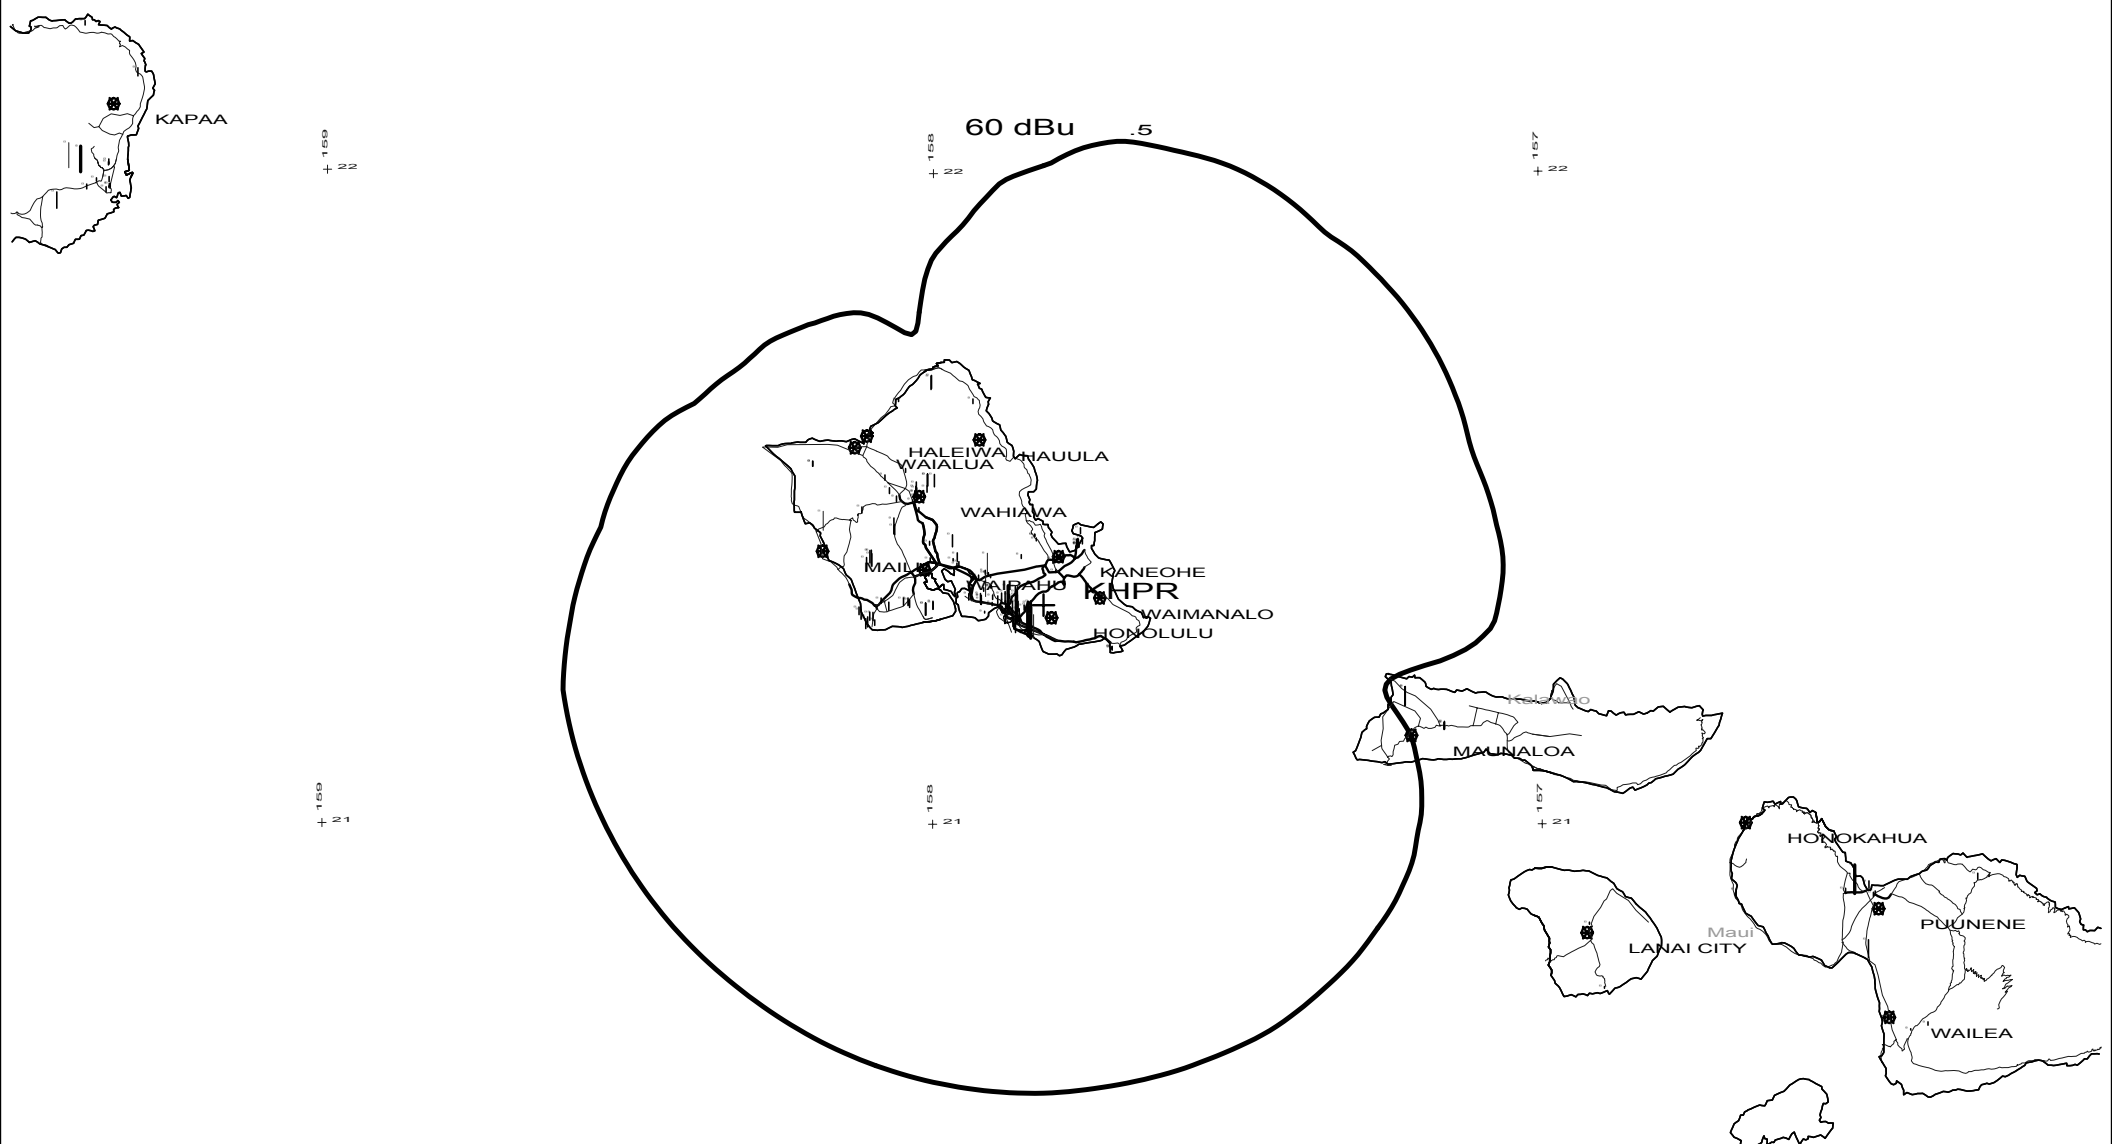 60 dBu .5
KAPAA
159
+ 22
158
+ 22
157
+ 22
HALEIWA
HAUULA
WAIALUA
WAHIAWA
KANEOHE
WAIPAHU
KHPR
WAIMANALO
HONOLULU
Kalawao
MAUNALOA
159
+ 21
158
+ 21
157
+ 21
HONOKAHUA
PUUNENE
Maui
LANAI CITY
WAILEA